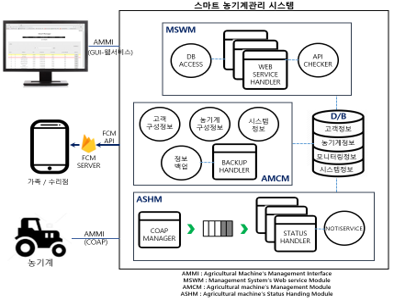 스마트 농기계관리 시스템
MSWM
DB
ACCESS
WEB
SERVICE
HANDLER
API
CHECKER
AMMI
(GUI-웹서비스)
고객
구성정보
농기계
구성정보
시스템
정보
정보
백업
BACKUP
HANDLER
AMCM
D/B
고객정보
농기계정보
모니터링정보
시스템정보
FCM
API
FCM
SERVER
가족 / 수리점
ASHM
COAP
MANAGER
STATUS
HANDLER
NOTISERVICE
AMMI
(COAP)
농기계
AMMI : Agricultural Machine's Management Interface
MSWM : Management System's Web service Module
AMCM : Agricultural machine's Management Module
ASHM : Agricultural Machine's Status Handing Module